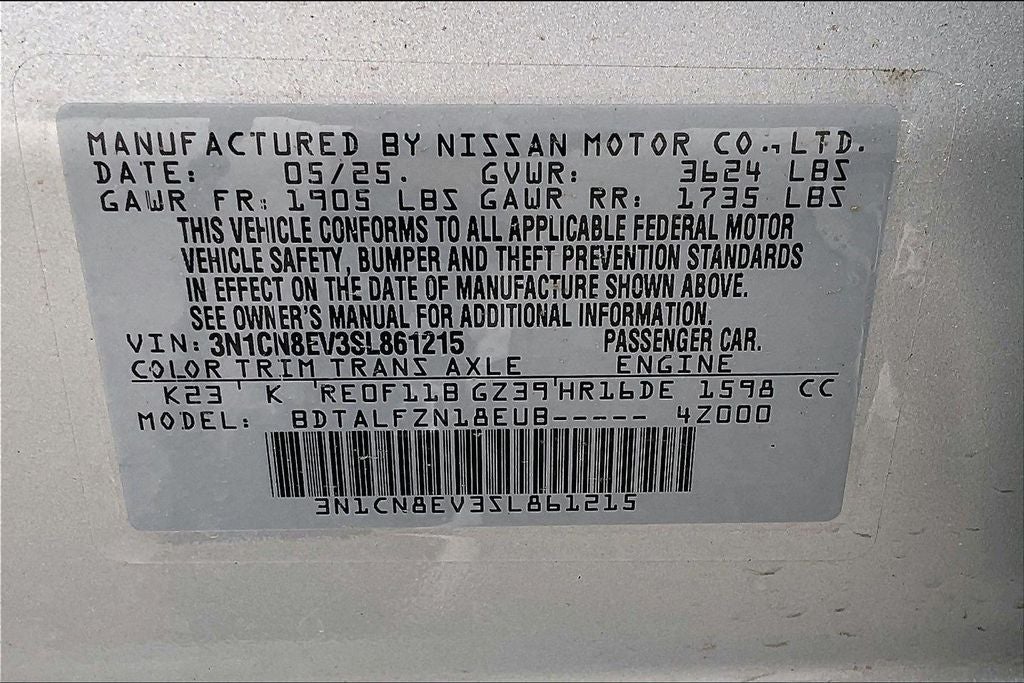 MANUFACTURED BY NISSAN MOTOR CO., LTD.
DATE: 05/25. GVWR: 3624 LBS
GAWR FR: 1905 LBS GAWR RR: 1735 LBS
THIS VEHICLE CONFORMS TO ALL APPLICABLE FEDERAL MOTOR
VEHICLE SAFETY, BUMPER AND THEFT PREVENTION STANDARDS
IN EFFECT ON THE DATE OF MANUFACTURE SHOWN ABOVE.
SEE OWNER'S MANUAL FOR ADDITIONAL INFORMATION.
VIN: 3N1CN8EV3SL861215 PASSENGER CAR.
COLOR TRIM TRANS AXLE ENGINE
K23 K RE0F11B GZ39 HR16DE 1598 CC
MODEL: BDTALFZN18EUB----- 4Z000
3N1CN8EV3SL861215